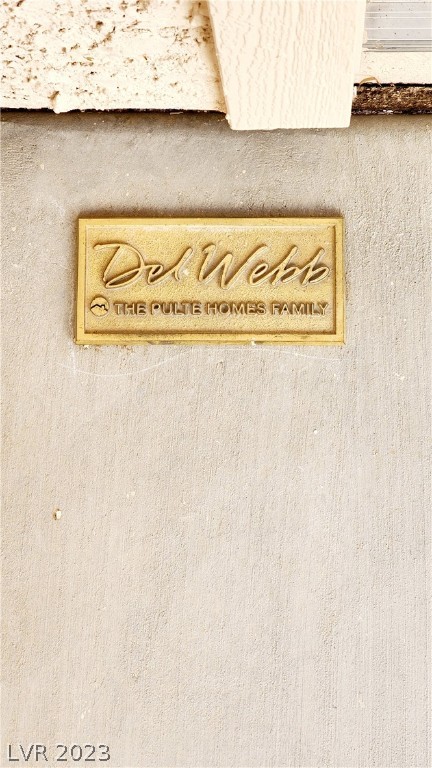 Del Webb
THE PULTE HOMES FAMILY
LVR 2023